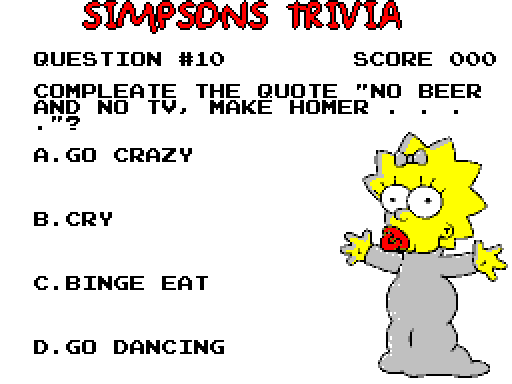 SIMPSONS TRIVIA
QUESTION #10 SCORE 000
COMPLEATE THE QUOTE "NO BEER
AND NO TV, MAKE HOMER . . .
."?
A.GO CRAZY
B.CRY
C.BINGE EAT
D.GO DANCING